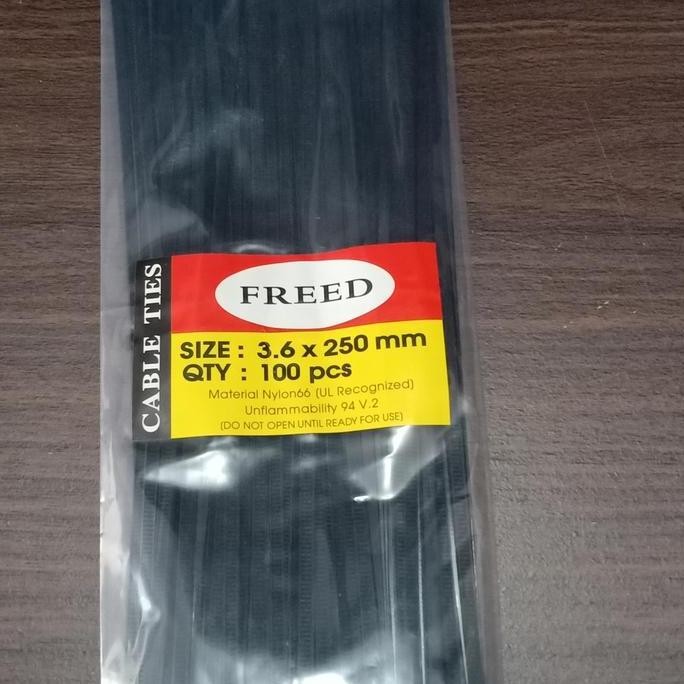 CABLE TIES
FREED
SIZE : 3.6 x 250 mm
QTY : 100 pcs
Material Nylon66 (UL Recognized)
Unflammability 94 V.2
(DO NOT OPEN UNTIL READY FOR USE)